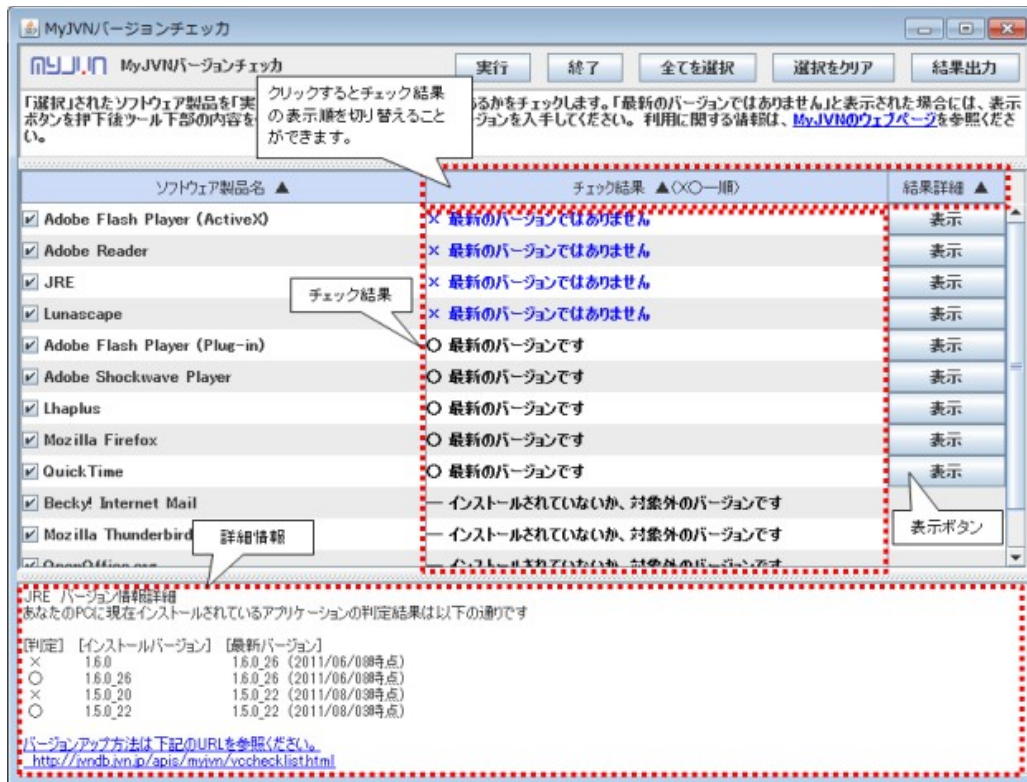 MyJVNバージョンチェッカ
MyJVN MyJVNバージョンチェッカ 実行 終了 全てを選択 選択をクリア 結果出力
「選択」されたソフトウェア製品を「実 るかをチェックします。「最新のバージョンではありません」と表示された場合には、表示
ボタンを押下後ツール下部の内容を ージョンを入手してください。 利用に関する情報は、MyJVNのウェブページを参照くださ
い。
クリックするとチェック結果
の表示順を切り替えること
ができます。
ソフトウェア製品名 ▲ チェック結果 ▲(×○―順) 結果詳細 ▲
Adobe Flash Player (ActiveX) × 最新のバージョンではありません 表示
Adobe Reader × 最新のバージョンではありません 表示
JRE × 最新のバージョンではありません 表示
チェック結果
Lunascape × 最新のバージョンではありません 表示
Adobe Flash Player (Plug-in) ○ 最新のバージョンです 表示
Adobe Shockwave Player ○ 最新のバージョンです 表示
Lhaplus ○ 最新のバージョンです 表示
Mozilla Firefox ○ 最新のバージョンです 表示
QuickTime ○ 最新のバージョンです 表示
Becky! Internet Mail ― インストールされていないか、対象外のバージョンです
表示ボタン
Mozilla Thunderbird ― インストールされていないか、対象外のバージョンです
詳細情報
OpenOffice.org ― インストールされていないか、対象外のバージョンです
JRE バージョン情報詳細
あなたのPCに現在インストールされているアプリケーションの判定結果は以下の通りです
[判定] [インストールバージョン] [最新バージョン]
× 1.6.0 1.6.0_26 (2011/06/08時点)
○ 1.6.0_26 1.6.0_26 (2011/06/08時点)
× 1.5.0_20 1.5.0_22 (2011/08/03時点)
○ 1.5.0_22 1.5.0_22 (2011/08/03時点)
バージョンアップ方法は下記のURLを参照ください。
http://jvndb.jvn.jp/apis/myjvn/vcchecklist.html